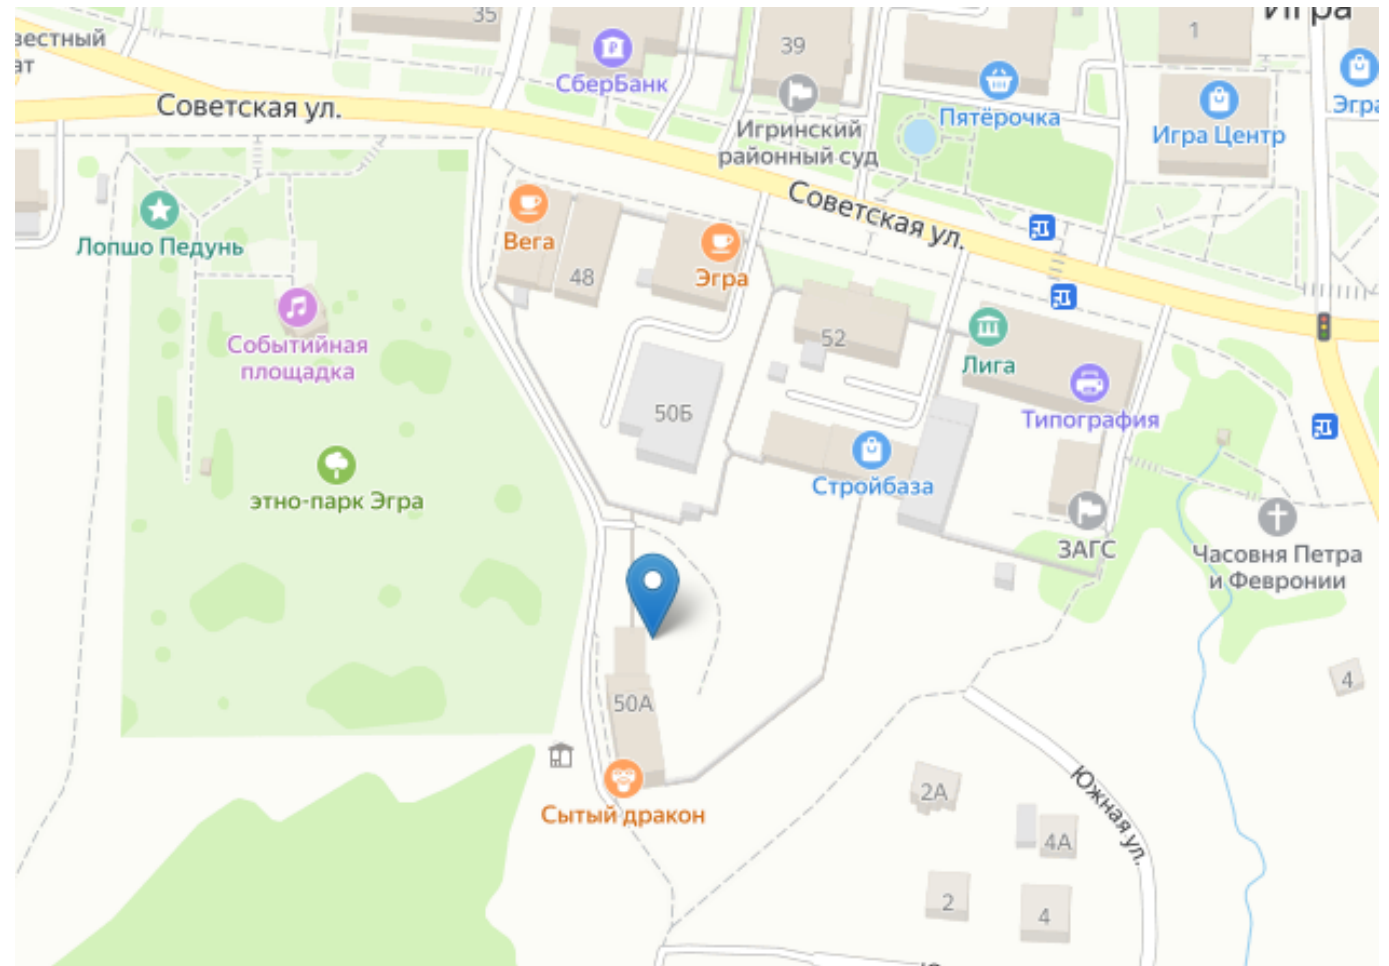 35
Игра
1
вестный
ат
39
СберБанк
Эгра
Советская ул.
Пятёрочка
Игринский
районный суд
Игра Центр
Советская ул.
Вега
Лопшо Педунь
48
Эгра
Событийная
площадка
52
Лига
50Б
Типография
Стройбаза
этно-парк Эгра
ЗАГС
Часовня Петра
и Февронии
4
50А
Сытый дракон
2А
Южная ул.
4А
2
4